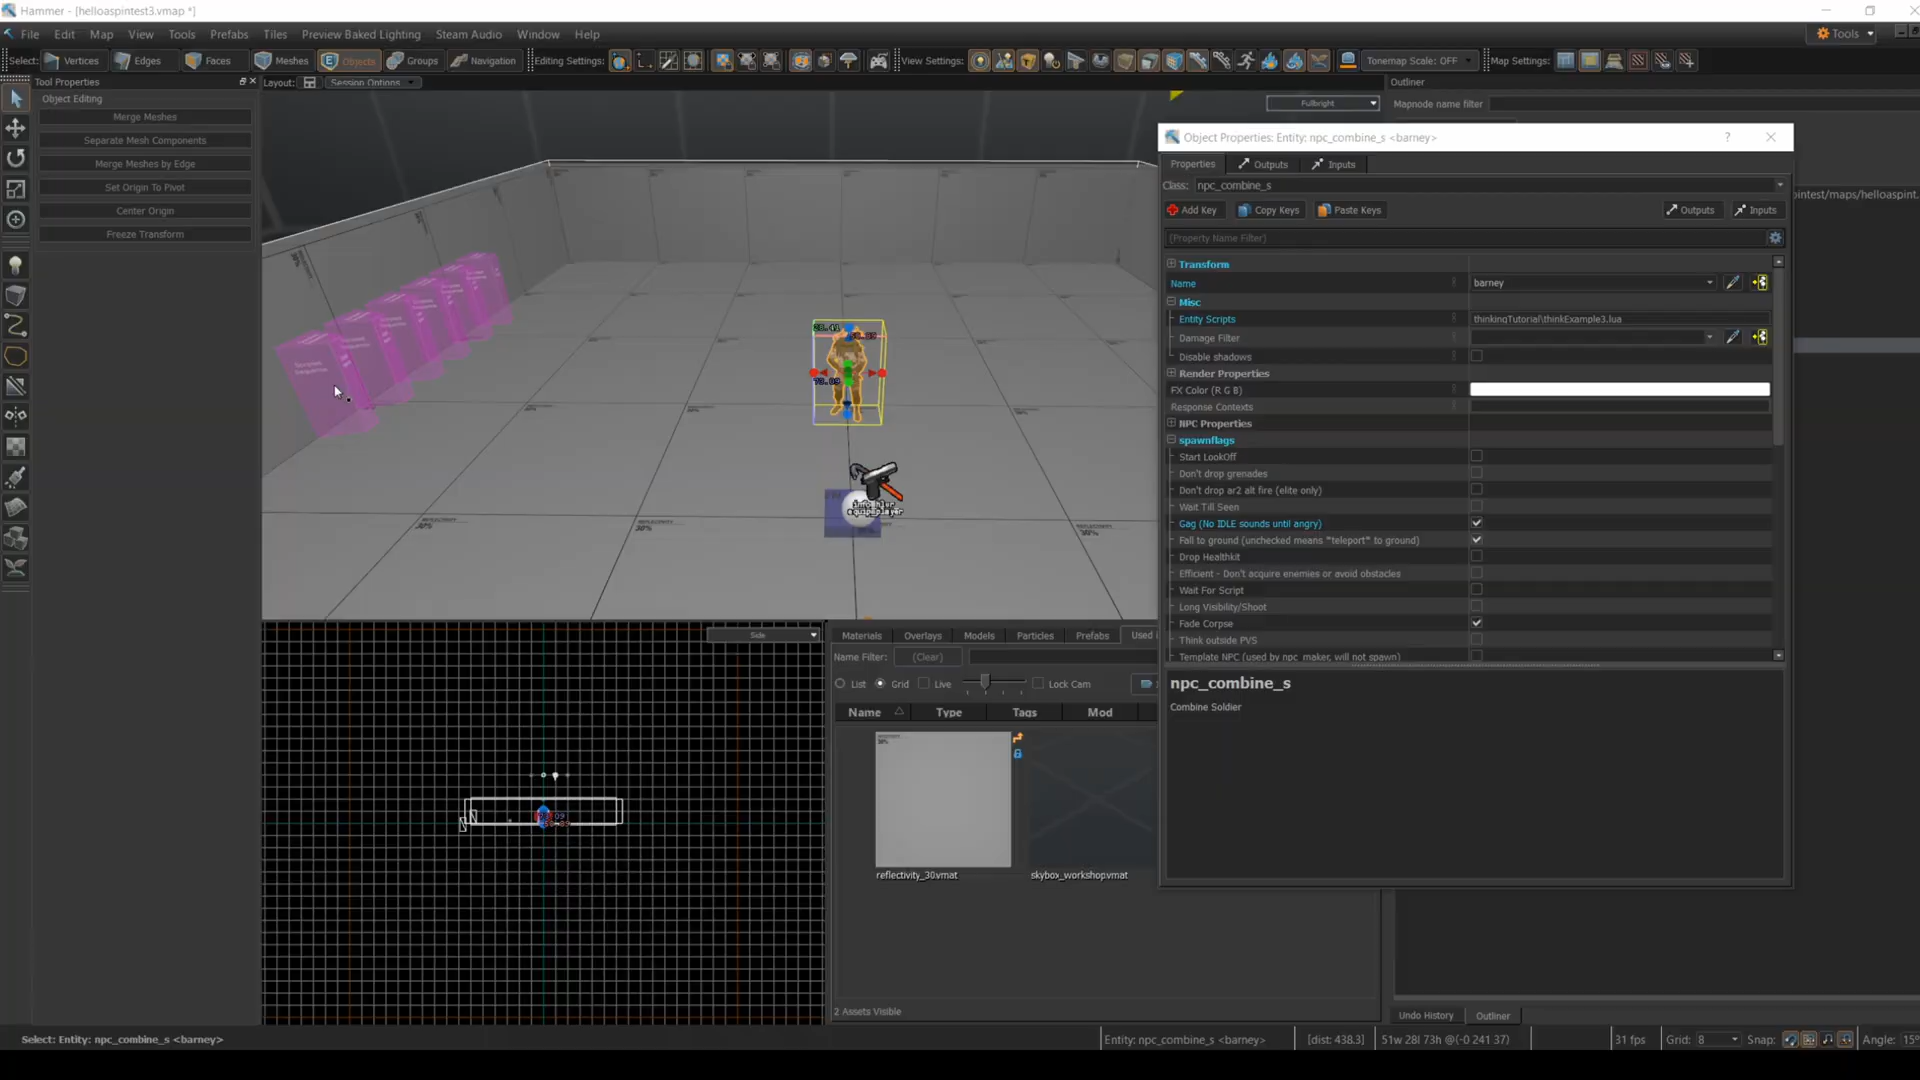 Hammer - [helloaspintest3.vmap *]
File Edit Map View Tools Prefabs Tiles Preview Baked Lighting Steam Audio Window Help
Tools
Select: Vertices Edges Faces Meshes Objects Groups Navigation Editing Settings: View Settings: Tonemap Scale: OFF Map Settings:
Tool Properties
Layout: Session Options
Outliner
Object Editing
Merge Meshes
Separate Mesh Components
Merge Meshes by Edge
Set Origin To Pivot
Center Origin
Freeze Transform
Fullbright
Mapnode name filter
Object Properties: Entity: npc_combine_s <barney>
?
Properties Outputs Inputs
Class: npc_combine_s
pintest/maps/helloaspint.
Add Key Copy Keys Paste Keys Outputs Inputs
(Property Name Filter)
Transform
Name barney
Misc
Entity Scripts thinkingTutorial\thinkExample3.lua
Damage Filter
Disable shadows
Render Properties
FX Color (R G B)
Response Contexts
NPC Properties
spawnflags
Start LookOff
Don't drop grenades
Don't drop ar2 alt fire (elite only)
Wait Till Seen
Gag (No IDLE sounds until angry)
Fall to ground (unchecked means "teleport" to ground)
Drop Healthkit
Efficient - Don't acquire enemies or avoid obstacles
Wait For Script
Long Visibility/Shoot
Fade Corpse
Think outside PVS
Template NPC (used by npc_maker, will not spawn)
npc_combine_s
Combine Soldier
30%
info_hlvr
equip_player
Side
Materials Overlays Models Particles Prefabs Used
Name Filter: (Clear)
List Grid Live Lock Cam
Name Type Tags Mod
reflectivity_30.vmat
skybox_workshop.vmat
2 Assets Visible
Undo History Outliner
Select: Entity: npc_combine_s <barney>
Entity: npc_combine_s <barney>
[dist: 438.3]
51w 28l 73h @(-0 241 37)
31 fps
Grid: 8
Snap:
Angle: 15°